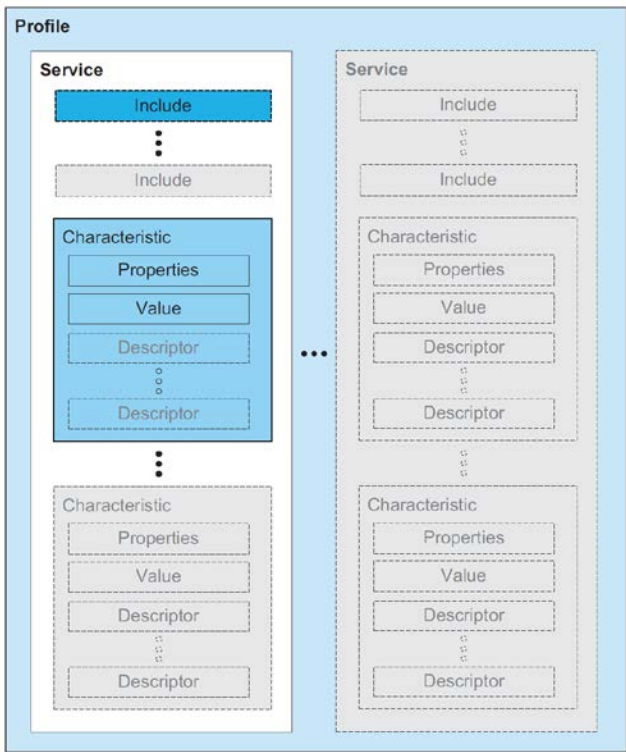 Profile
Service
Include
Include
Characteristic
Properties
Value
Descriptor
Descriptor
Characteristic
Properties
Value
Descriptor
Descriptor
Service
Include
Include
Characteristic
Properties
Value
Descriptor
Descriptor
Characteristic
Properties
Value
Descriptor
Descriptor